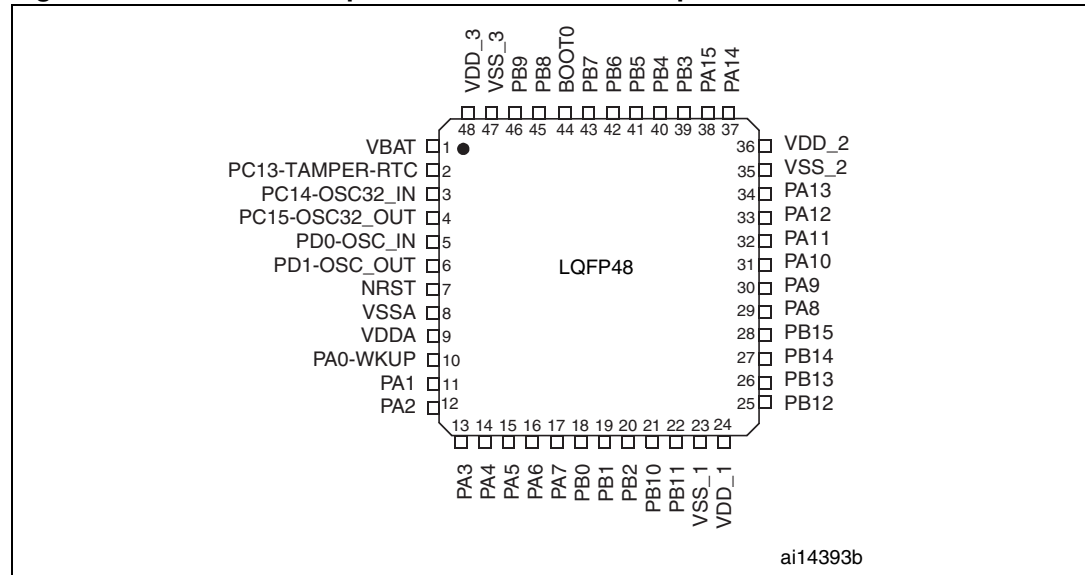 VDD_3
VSS_3
PB9
PB8
BOOT0
PB7
PB6
PB5
PB4
PB3
PA15
PA14
48 47 46 45 44 43 42 41 40 39 38 37
VBAT 1
PC13-TAMPER-RTC 2
PC14-OSC32_IN 3
PC15-OSC32_OUT 4
PD0-OSC_IN 5
PD1-OSC_OUT 6
NRST 7
VSSA 8
VDDA 9
PA0-WKUP 10
PA1 11
PA2 12
LQFP48
36 VDD_2
35 VSS_2
34 PA13
33 PA12
32 PA11
31 PA10
30 PA9
29 PA8
28 PB15
27 PB14
26 PB13
25 PB12
13 14 15 16 17 18 19 20 21 22 23 24
PA3
PA4
PA5
PA6
PA7
PB0
PB1
PB2
PB10
PB11
VSS_1
VDD_1
ai14393b